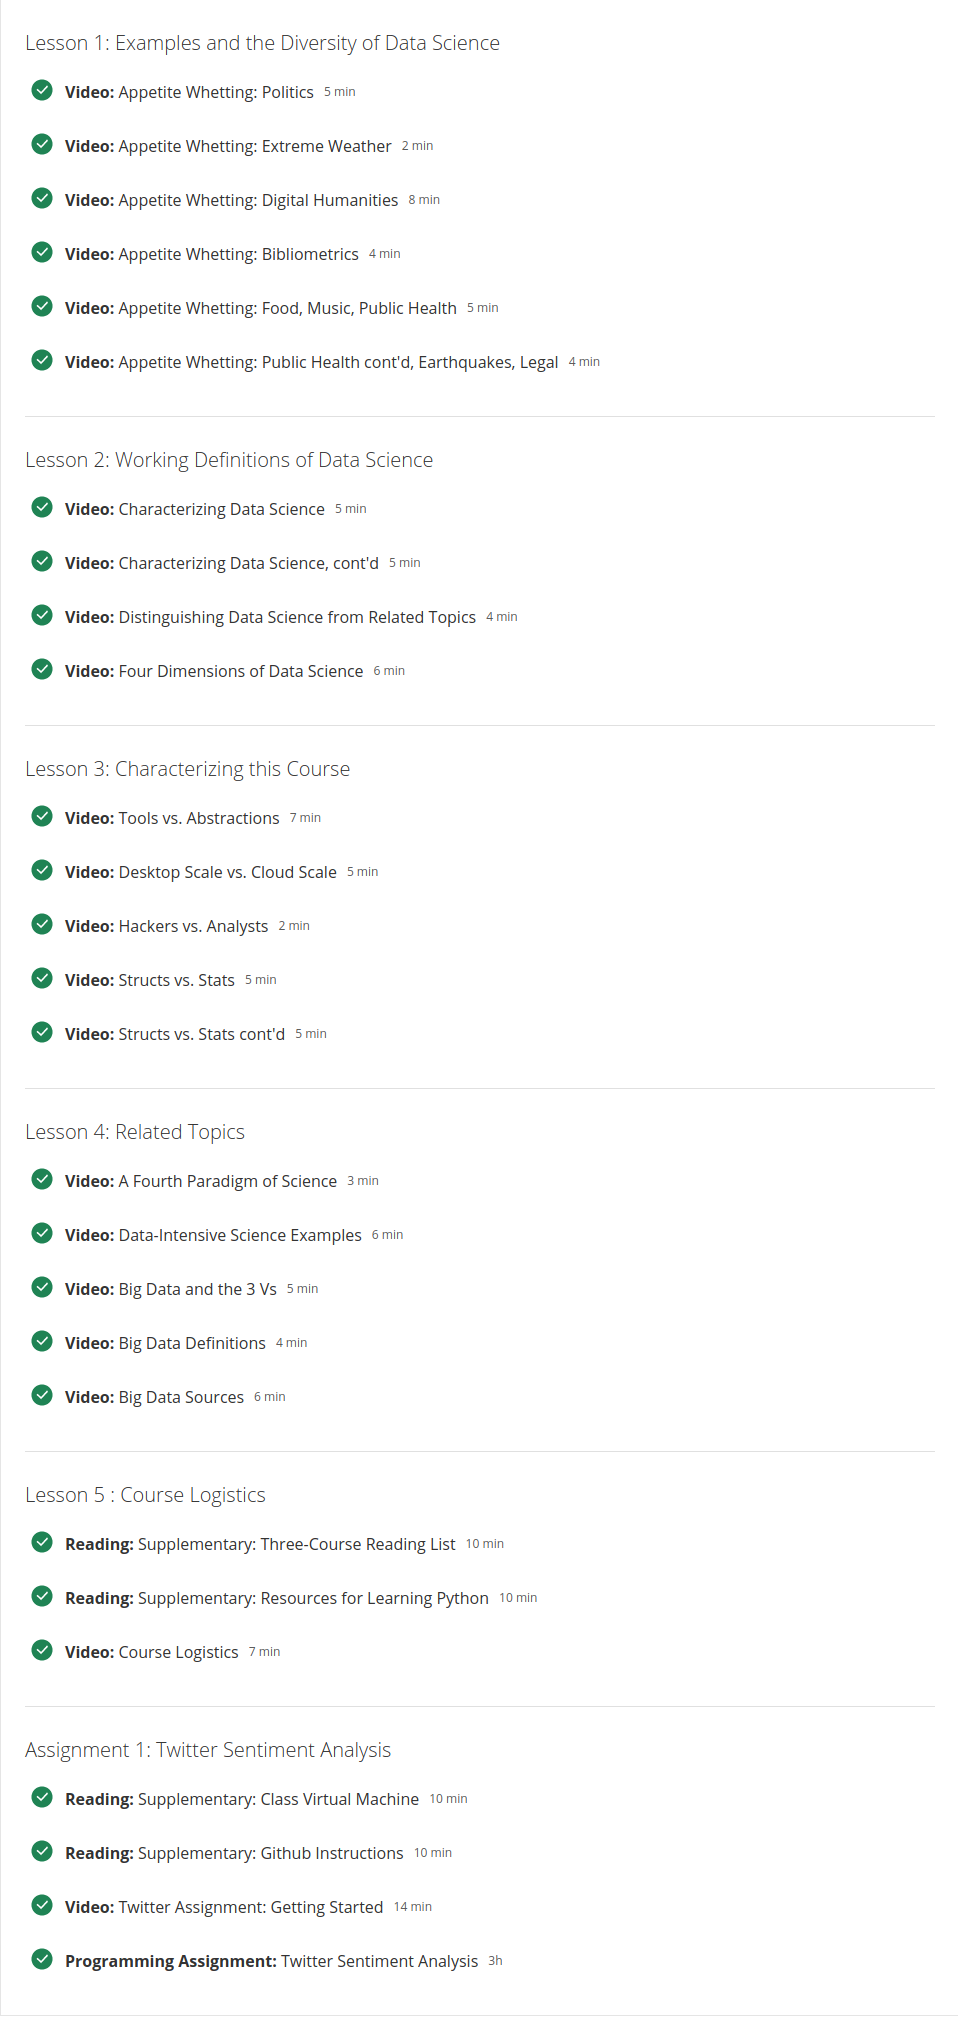 Lesson 1: Examples and the Diversity of Data Science
Video: Appetite Whetting: Politics 5 min
Video: Appetite Whetting: Extreme Weather 2 min
Video: Appetite Whetting: Digital Humanities 8 min
Video: Appetite Whetting: Bibliometrics 4 min
Video: Appetite Whetting: Food, Music, Public Health 5 min
Video: Appetite Whetting: Public Health cont'd, Earthquakes, Legal 4 min
Lesson 2: Working Definitions of Data Science
Video: Characterizing Data Science 5 min
Video: Characterizing Data Science, cont'd 5 min
Video: Distinguishing Data Science from Related Topics 4 min
Video: Four Dimensions of Data Science 6 min
Lesson 3: Characterizing this Course
Video: Tools vs. Abstractions 7 min
Video: Desktop Scale vs. Cloud Scale 5 min
Video: Hackers vs. Analysts 2 min
Video: Structs vs. Stats 5 min
Video: Structs vs. Stats cont'd 5 min
Lesson 4: Related Topics
Video: A Fourth Paradigm of Science 3 min
Video: Data-Intensive Science Examples 6 min
Video: Big Data and the 3 Vs 5 min
Video: Big Data Definitions 4 min
Video: Big Data Sources 6 min
Lesson 5 : Course Logistics
Reading: Supplementary: Three-Course Reading List 10 min
Reading: Supplementary: Resources for Learning Python 10 min
Video: Course Logistics 7 min
Assignment 1: Twitter Sentiment Analysis
Reading: Supplementary: Class Virtual Machine 10 min
Reading: Supplementary: Github Instructions 10 min
Video: Twitter Assignment: Getting Started 14 min
Programming Assignment: Twitter Sentiment Analysis 3h